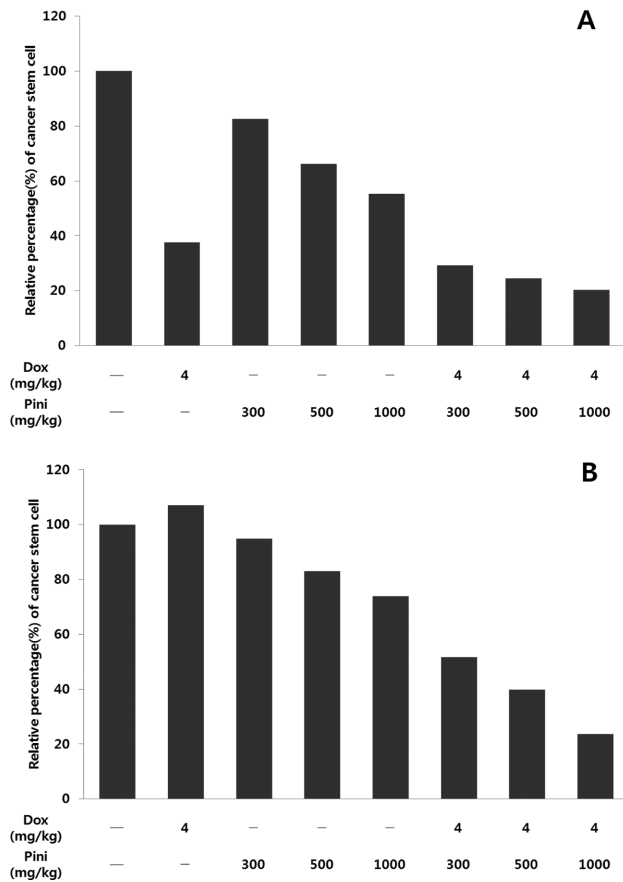 A
Relative percentage(%) of cancer stem cell
120
100
80
60
40
20
0
Dox (mg/kg) — 4 — — — 4 4 4
Pini (mg/kg) — — 300 500 1000 300 500 1000
B
Relative percentage(%) of cancer stem cell
120
100
80
60
40
20
0
Dox (mg/kg) — 4 — — — 4 4 4
Pini (mg/kg) — — 300 500 1000 300 500 1000